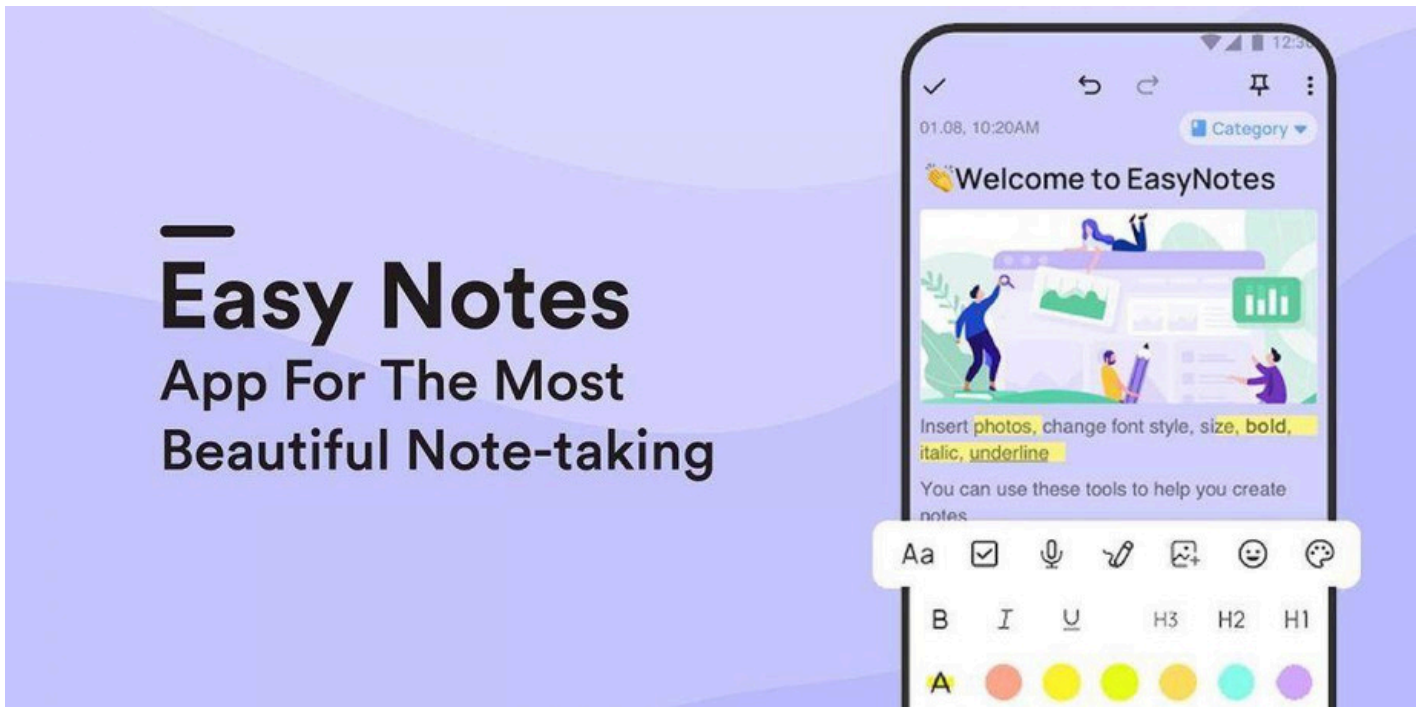 Easy Notes
App For The Most
Beautiful Note-taking
12:30
01.08, 10:20AM
Category
👏Welcome to EasyNotes
Insert photos, change font style, size, bold,
italic, underline
You can use these tools to help you create
notes
Aa
B I U H3 H2 H1
A